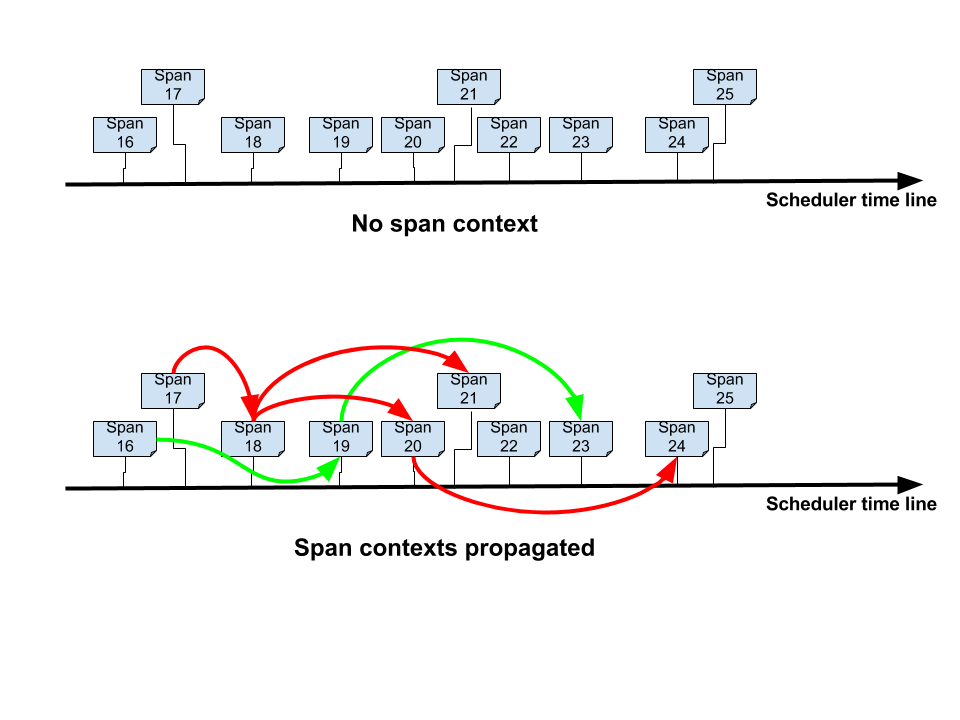 Span
17
Span
21
Span
25
Span
16
Span
18
Span
19
Span
20
Span
22
Span
23
Span
24
Scheduler time line
No span context
Span
17
Span
21
Span
25
Span
16
Span
18
Span
19
Span
20
Span
22
Span
23
Span
24
Scheduler time line
Span contexts propagated